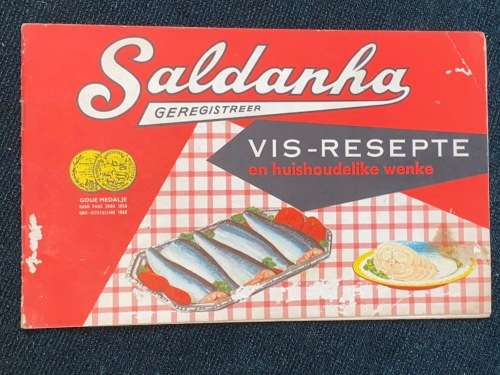 Saldanha
GEREGISTREER
VIS-RESEPTE
en huishoudelike wenke
GOUE MEDALJE